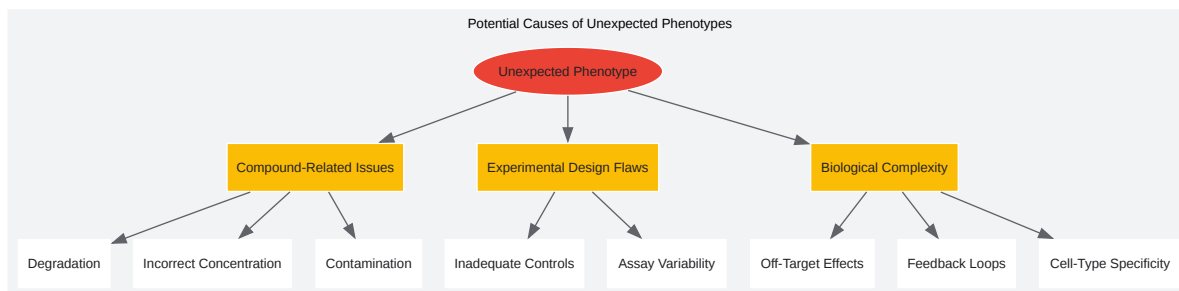 Potential Causes of Unexpected Phenotypes
Unexpected Phenotype
Compound-Related Issues
Experimental Design Flaws
Biological Complexity
Degradation
Incorrect Concentration
Contamination
Inadequate Controls
Assay Variability
Off-Target Effects
Feedback Loops
Cell-Type Specificity